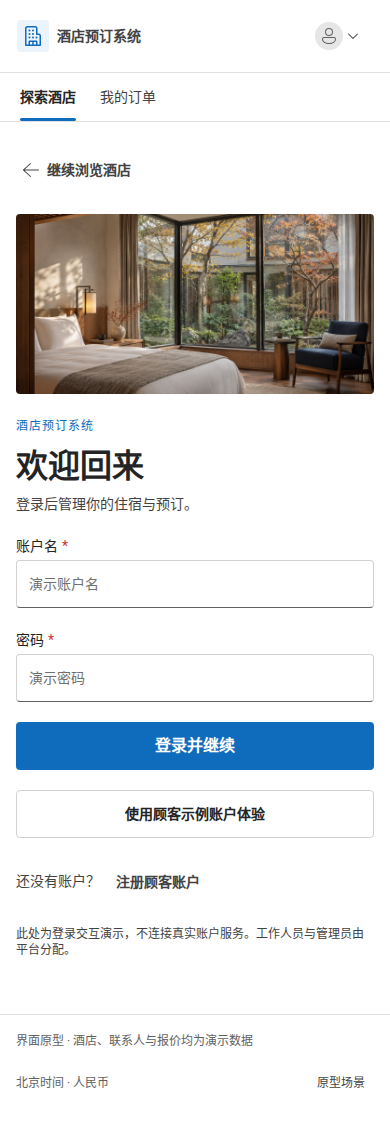 酒店预订系统
探索酒店
我的订单
继续浏览酒店
酒店预订系统
欢迎回来
登录后管理你的住宿与预订。
账户名 *
演示账户名
密码 *
演示密码
登录并继续
使用顾客示例账户体验
还没有账户？ 注册顾客账户
此处为登录交互演示，不连接真实账户服务。工作人员与管理员由
平台分配。
界面原型 · 酒店、联系人与报价均为演示数据
北京时间 · 人民币
原型场景